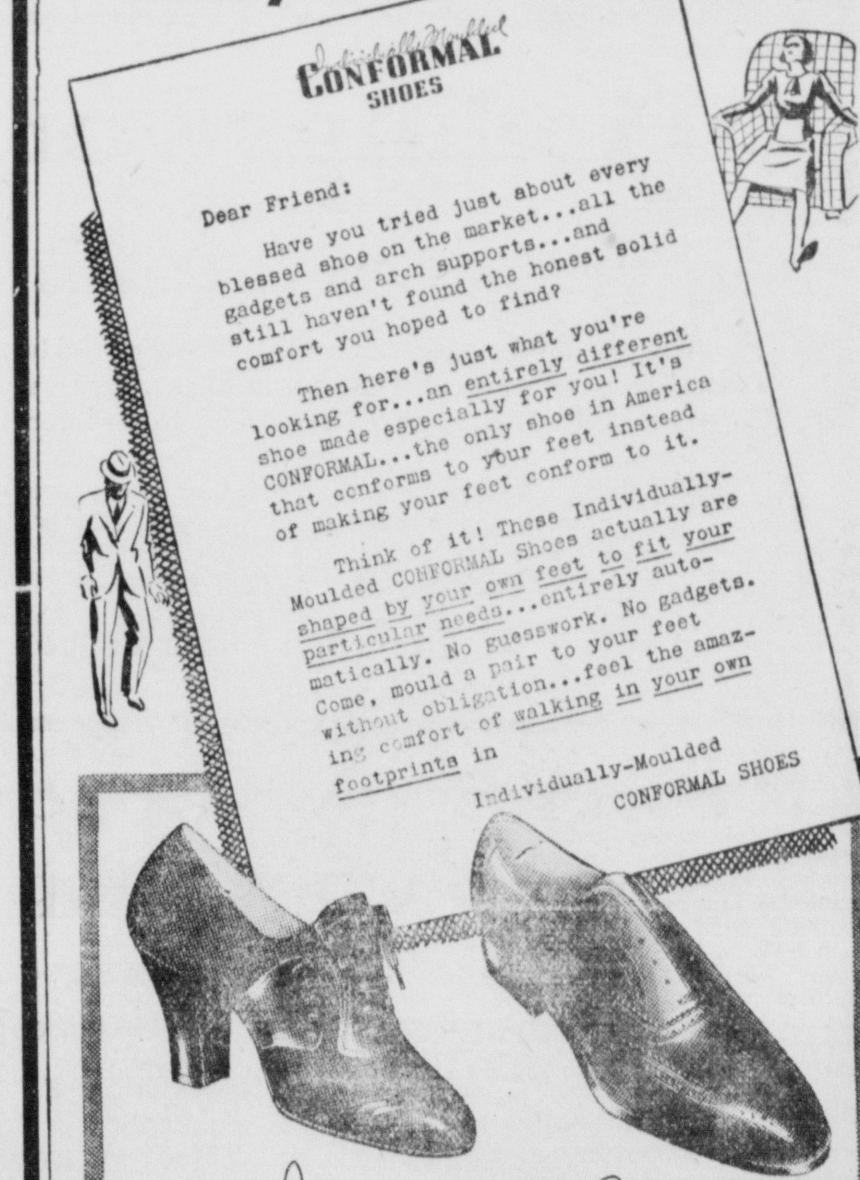 Individually Moulded
CONFORMAL
SHOES
Dear Friend:
Have you tried just about every
blessed shoe on the market...all the
gadgets and arch supports...and
still haven't found the honest solid
comfort you hoped to find?
Then here's just what you're
looking for...an entirely different
shoe made especially for you! It's
CONFORMAL...the only shoe in America
that conforms to your feet instead
of making your feet conform to it.
Think of it! These Individually-
Moulded CONFORMAL Shoes actually are
shaped by your own feet to fit your
particular needs...entirely auto-
matically. No guesswork. No gadgets.
Come, mould a pair to your feet
without obligation...feel the amaz-
ing comfort of walking in your own
footprints in
Individually-Moulded
CONFORMAL SHOES